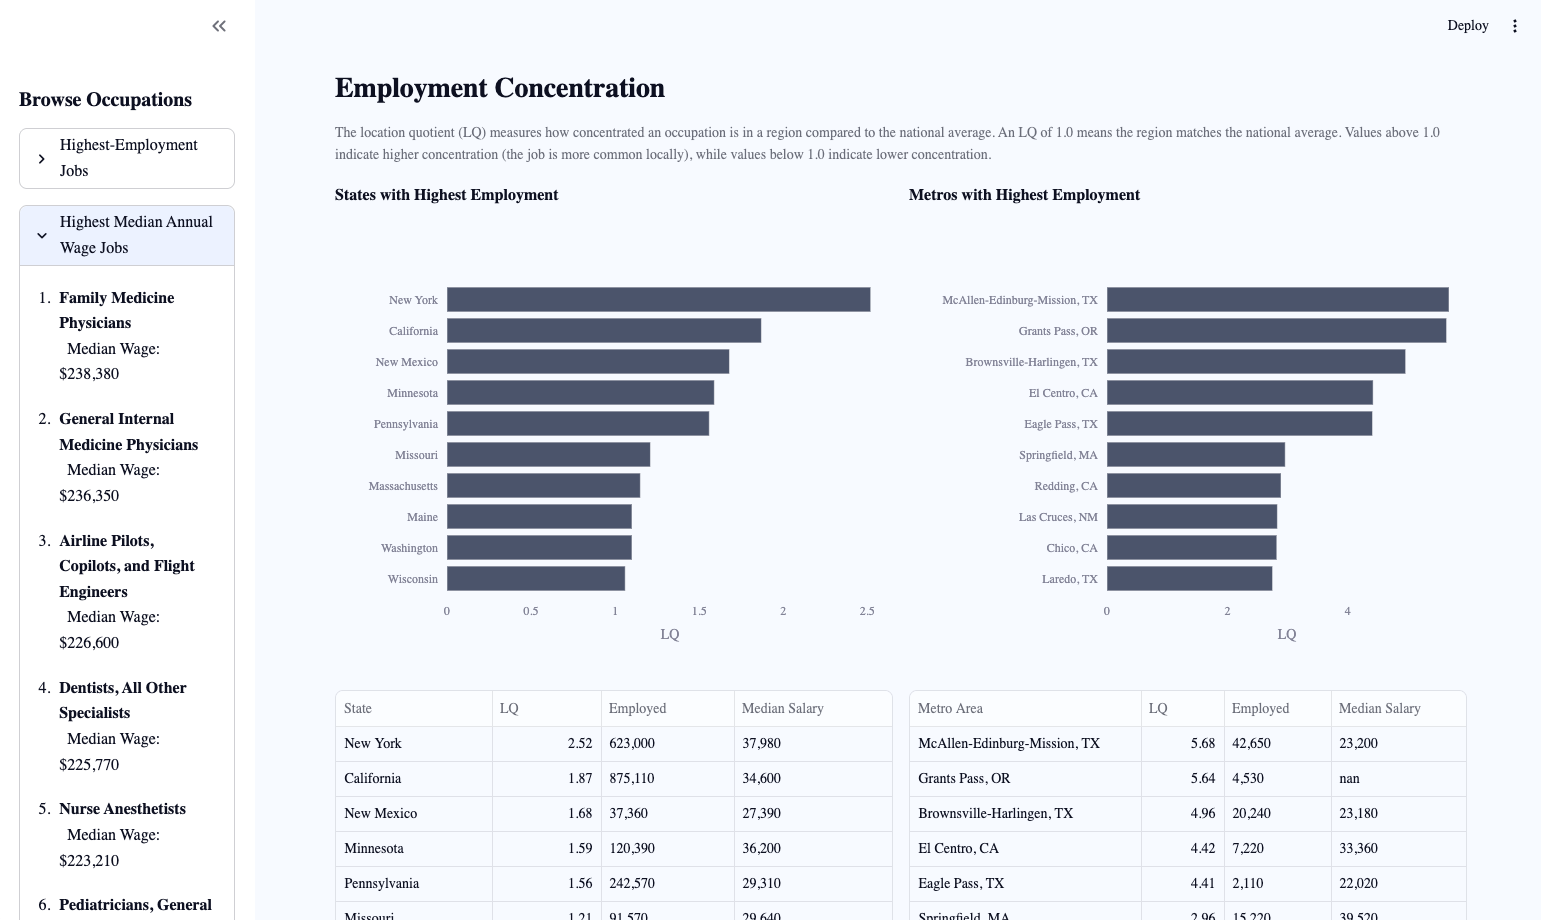 Deploy
Browse Occupations
Highest-Employment
Jobs
Highest Median Annual
Wage Jobs
1. Family Medicine
Physicians
Median Wage:
$238,380
2. General Internal
Medicine Physicians
Median Wage:
$236,350
3. Airline Pilots,
Copilots, and Flight
Engineers
Median Wage:
$226,600
4. Dentists, All Other
Specialists
Median Wage:
$225,770
5. Nurse Anesthetists
Median Wage:
$223,210
6. Pediatricians, General
Employment Concentration
The location quotient (LQ) measures how concentrated an occupation is in a region compared to the national average. An LQ of 1.0 means the region matches the national average. Values above 1.0
indicate higher concentration (the job is more common locally), while values below 1.0 indicate lower concentration.
States with Highest Employment
New York
California
New Mexico
Minnesota
Pennsylvania
Missouri
Massachusetts
Maine
Washington
Wisconsin
0 0.5 1 1.5 2 2.5
LQ
Metros with Highest Employment
McAllen-Edinburg-Mission, TX
Grants Pass, OR
Brownsville-Harlingen, TX
El Centro, CA
Eagle Pass, TX
Springfield, MA
Redding, CA
Las Cruces, NM
Chico, CA
Laredo, TX
0 2 4
LQ
State LQ Employed Median Salary
New York 2.52 623,000 37,980
California 1.87 875,110 34,600
New Mexico 1.68 37,360 27,390
Minnesota 1.59 120,390 36,200
Pennsylvania 1.56 242,570 29,310
Missouri 1.21 91,570 29,640
Metro Area LQ Employed Median Salary
McAllen-Edinburg-Mission, TX 5.68 42,650 23,200
Grants Pass, OR 5.64 4,530 nan
Brownsville-Harlingen, TX 4.96 20,240 23,180
El Centro, CA 4.42 7,220 33,360
Eagle Pass, TX 4.41 2,110 22,020
Springfield, MA 2.96 15,220 39,520